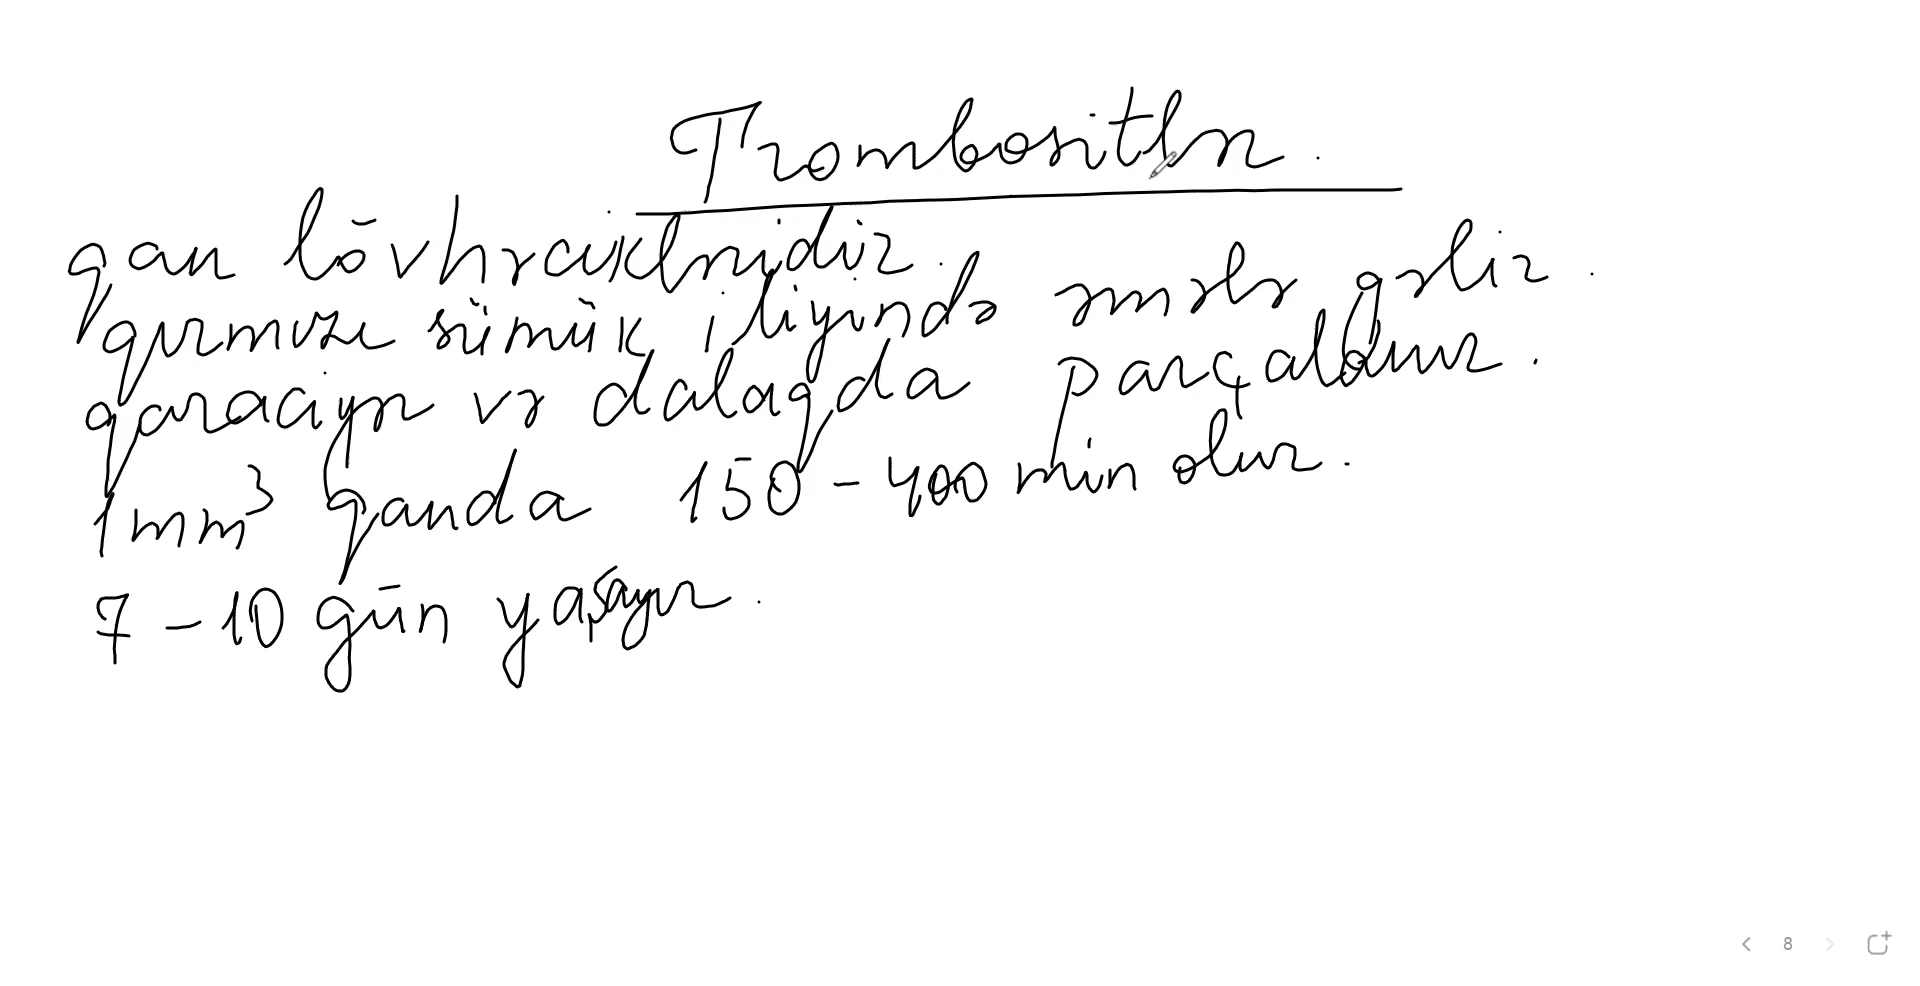 Trombositlər.
qan lövhəcikləridir.
qırmızı sümük iliyində əmələ gəlir.
qaraciyər və dalaqda parçalanır.
1mm³ qanda 150-400 min olur.
7-10 gün yaşayır.
8